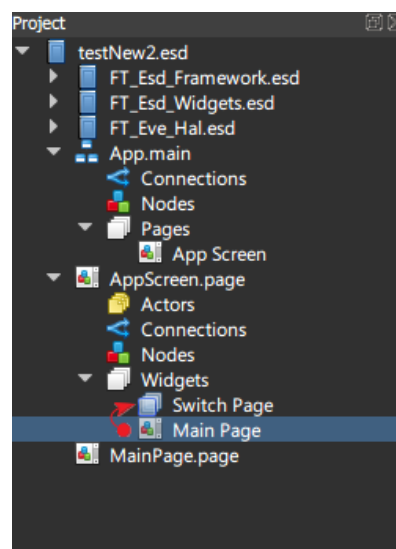 Project
testNew2.esd
FT_Esd_Framework.esd
FT_Esd_Widgets.esd
FT_Eve_Hal.esd
App.main
Connections
Nodes
Pages
App Screen
AppScreen.page
Actors
Connections
Nodes
Widgets
Switch Page
Main Page
MainPage.page